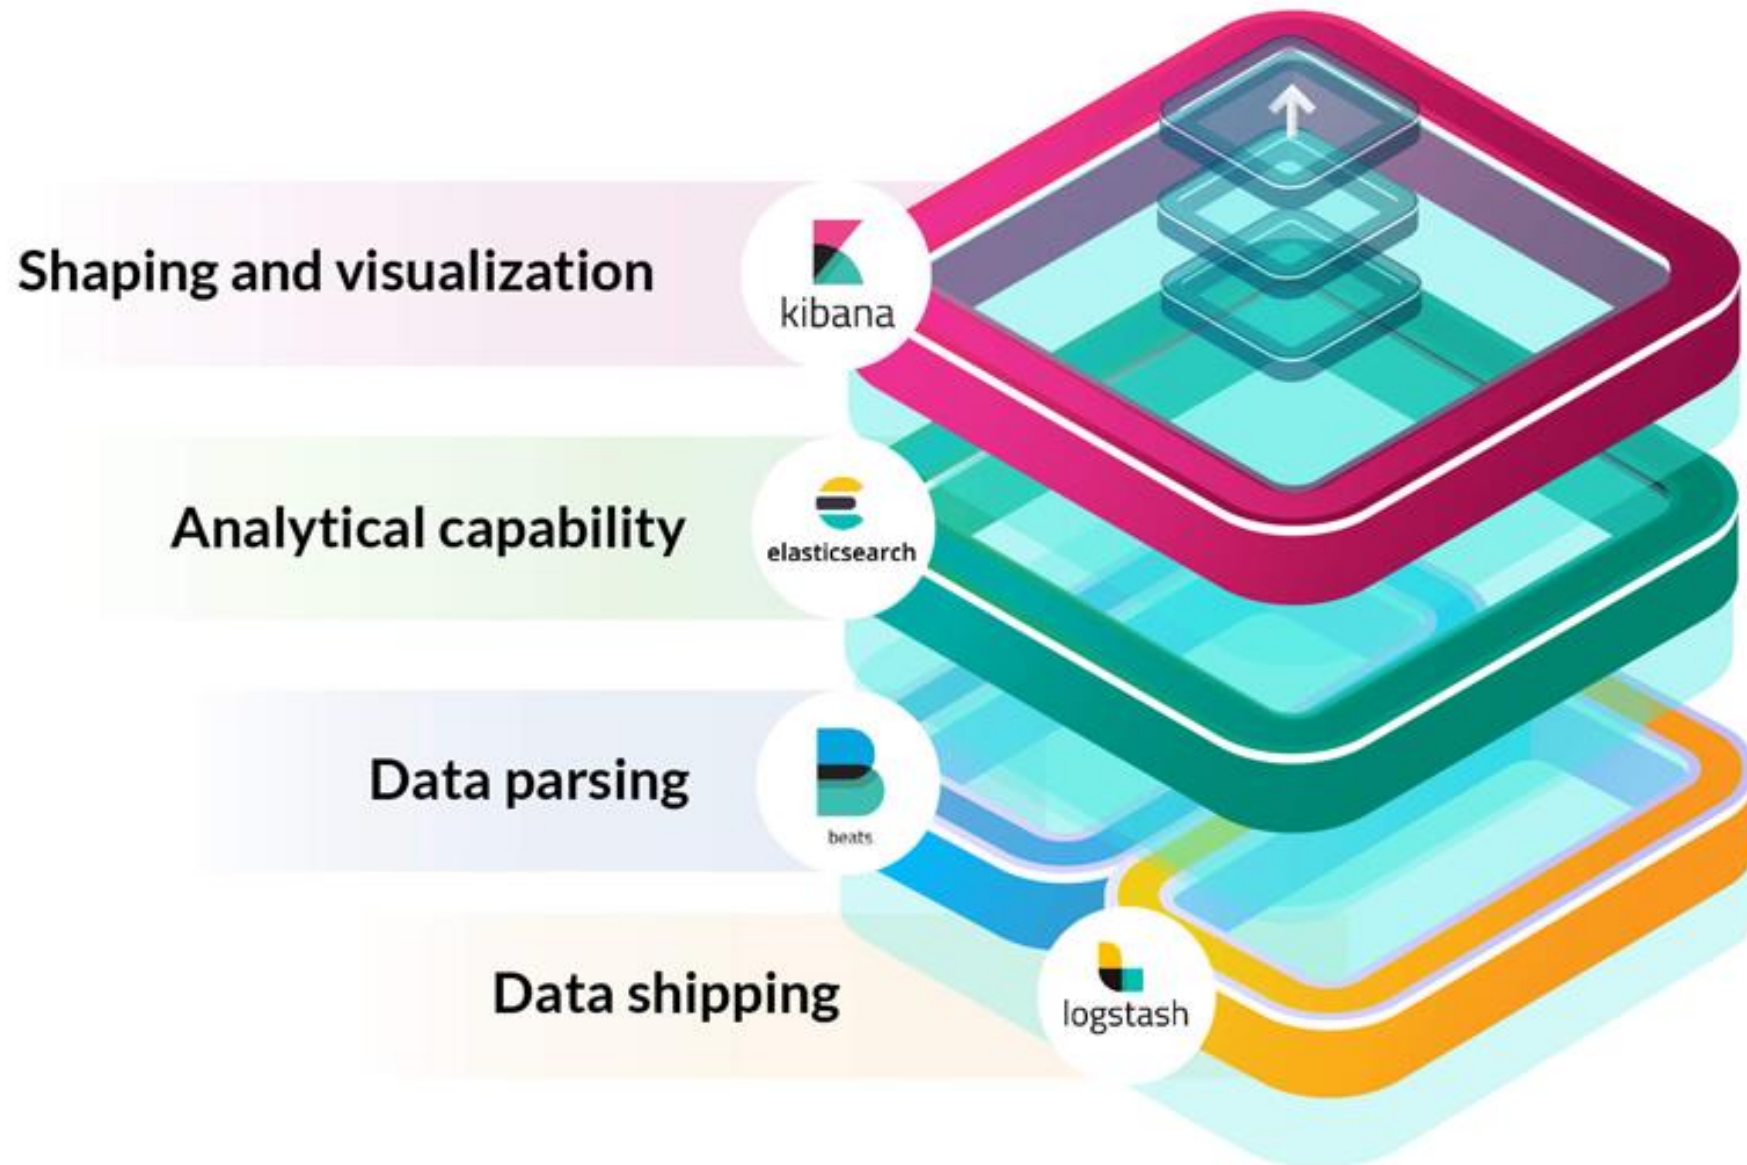 Shaping and visualization
kibana
Analytical capability
elasticsearch
Data parsing
beats
Data shipping
logstash